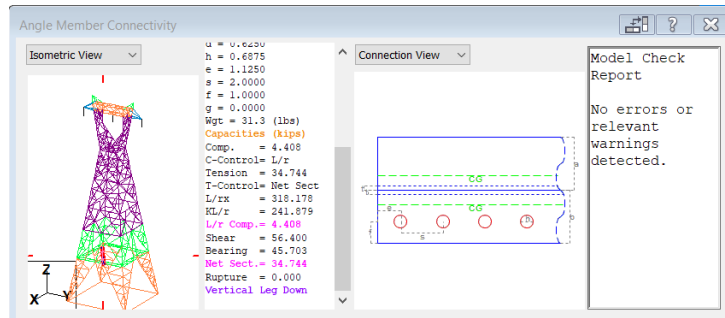 Angle Member Connectivity
Isometric View
d = 0.6250
h = 0.6875
e = 1.1250
s = 2.0000
f = 1.0000
g = 0.0000
Wgt = 31.3 (lbs)
Capacities (kips)
Comp. = 4.408
C-Control= L/r
Tension = 34.744
T-Control= Net Sect
L/rx = 318.178
KL/r = 241.879
L/r Comp.= 4.408
Shear = 56.400
Bearing = 45.703
Net Sect.= 34.744
Rupture = 0.000
Vertical Leg Down
Z
X
Y
Connection View
CG
CG
e
s
h
Model Check
Report
No errors or
relevant
warnings
detected.